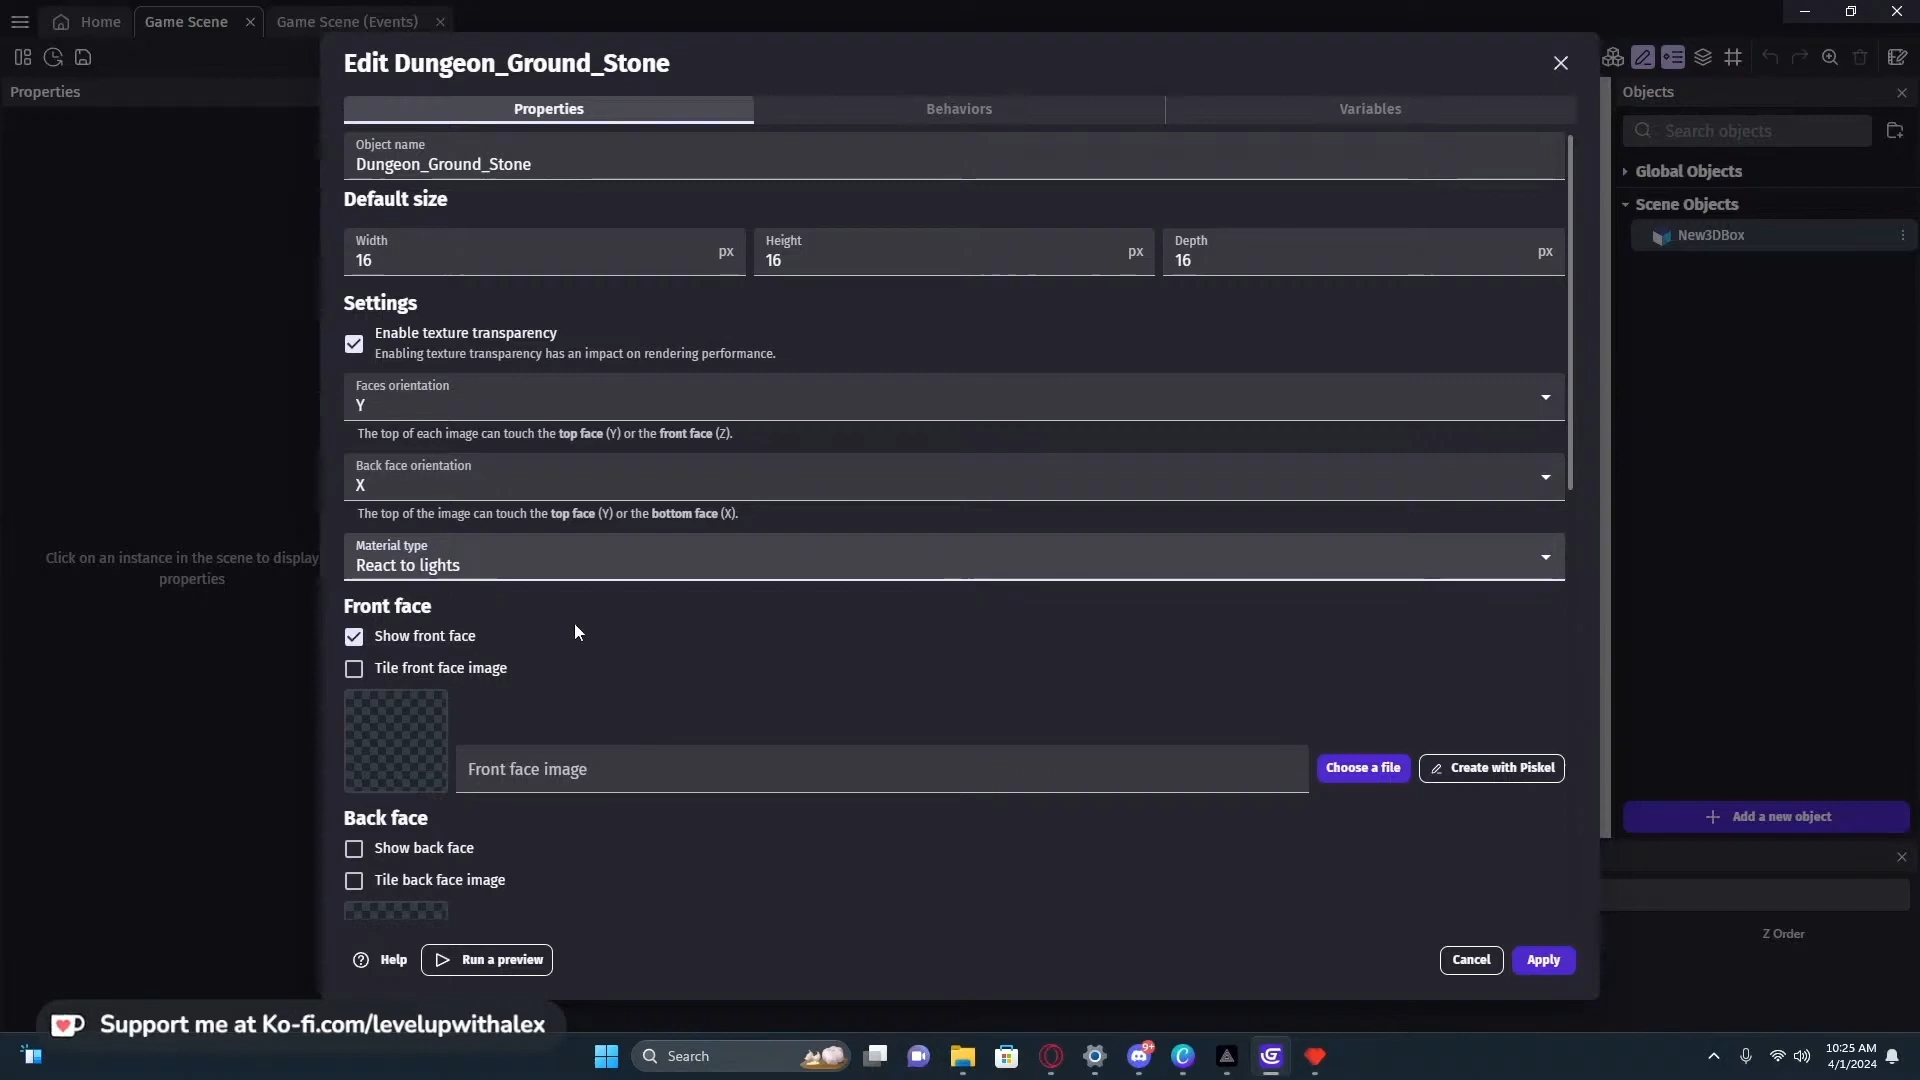 Home
Game Scene
Game Scene (Events)
Properties
Edit Dungeon_Ground_Stone
Objects
Properties
Behaviors
Variables
Search objects
Object name
Dungeon_Ground_Stone
Global Objects
Default size
Scene Objects
Width
16
px
Height
16
px
Depth
16
px
New3DBox
Settings
Enable texture transparency
Enabling texture transparency has an impact on rendering performance.
Faces orientation
Y
The top of each image can touch the top face (Y) or the front face (Z).
Back face orientation
X
The top of the image can touch the top face (Y) or the bottom face (X).
Click on an instance in the scene to display
properties
Material type
React to lights
Front face
Show front face
Tile front face image
Front face image
Choose a file
Create with Piskel
Back face
Show back face
Tile back face image
Add a new object
Z Order
Help
Run a preview
Cancel
Apply
Support me at Ko-fi.com/levelupwithalex
Search
9+
10:25 AM
4/1/2024